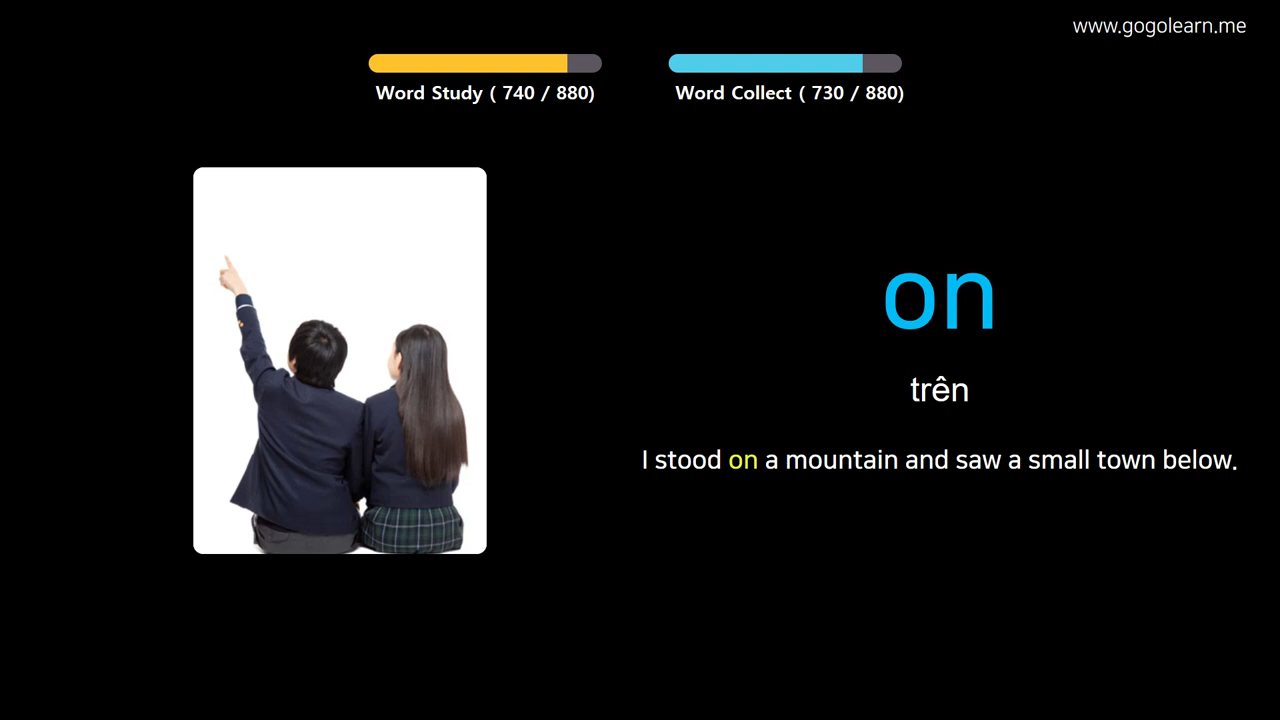 www.gogolearn.me
Word Study ( 740 / 880)
Word Collect ( 730 / 880)
on
trên
I stood on a mountain and saw a small town below.